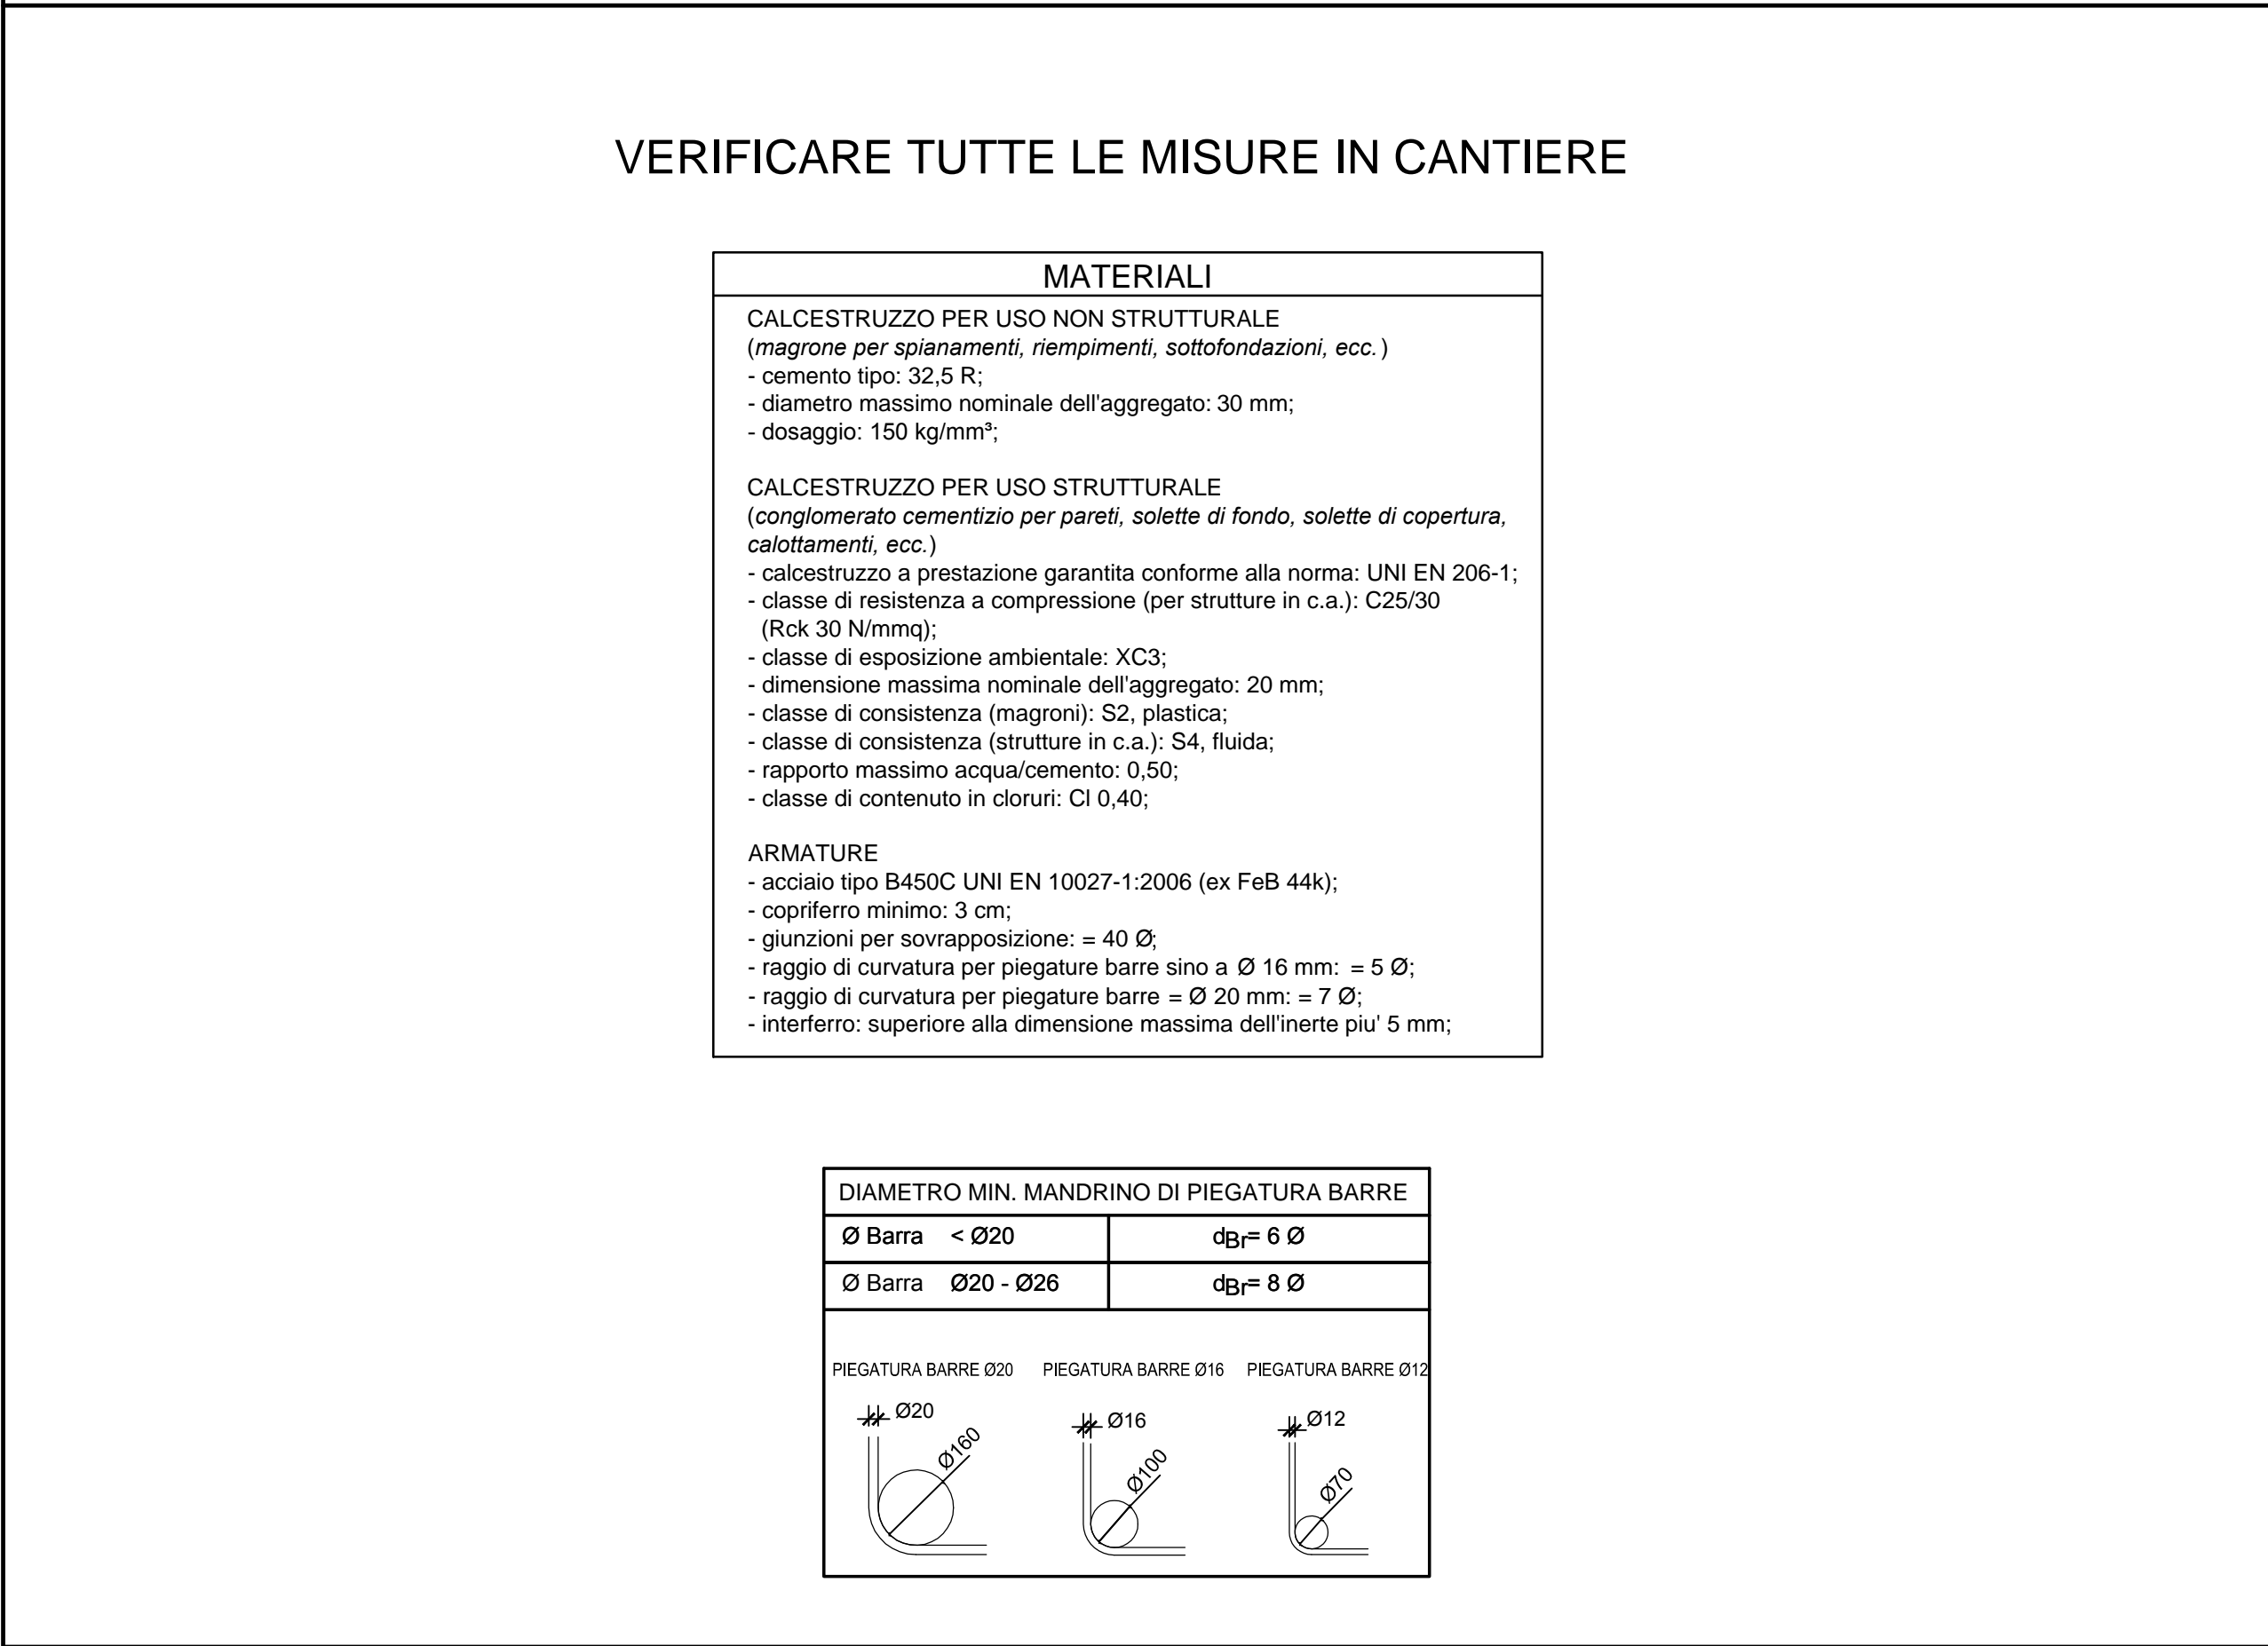 VERIFICARE TUTTE LE MISURE IN CANTIERE
MATERIALI
CALCESTRUZZO PER USO NON STRUTTURALE
(magrone per spianamenti, riempimenti, sottofondazioni, ecc.)
- cemento tipo: 32,5 R;
- diametro massimo nominale dell'aggregato: 30 mm;
- dosaggio: 150 kg/mm³;
CALCESTRUZZO PER USO STRUTTURALE
(conglomerato cementizio per pareti, solette di fondo, solette di copertura,
calottamenti, ecc.)
- calcestruzzo a prestazione garantita conforme alla norma: UNI EN 206-1;
- classe di resistenza a compressione (per strutture in c.a.): C25/30
(Rck 30 N/mmq);
- classe di esposizione ambientale: XC3;
- dimensione massima nominale dell'aggregato: 20 mm;
- classe di consistenza (magroni): S2, plastica;
- classe di consistenza (strutture in c.a.): S4, fluida;
- rapporto massimo acqua/cemento: 0,50;
- classe di contenuto in cloruri: Cl 0,40;
ARMATURE
- acciaio tipo B450C UNI EN 10027-1:2006 (ex FeB 44k);
- copriferro minimo: 3 cm;
- giunzioni per sovrapposizione: = 40 Ø;
- raggio di curvatura per piegature barre sino a Ø 16 mm: = 5 Ø;
- raggio di curvatura per piegature barre = Ø 20 mm: = 7 Ø;
- interferro: superiore alla dimensione massima dell'inerte piu' 5 mm;
DIAMETRO MIN. MANDRINO DI PIEGATURA BARRE
Ø Barra < Ø20 dBr= 6 Ø
Ø Barra Ø20 - Ø26 dBr= 8 Ø
PIEGATURA BARRE Ø20 PIEGATURA BARRE Ø16 PIEGATURA BARRE Ø12
Ø20 Ø16 Ø12
Ø160 Ø100 Ø70